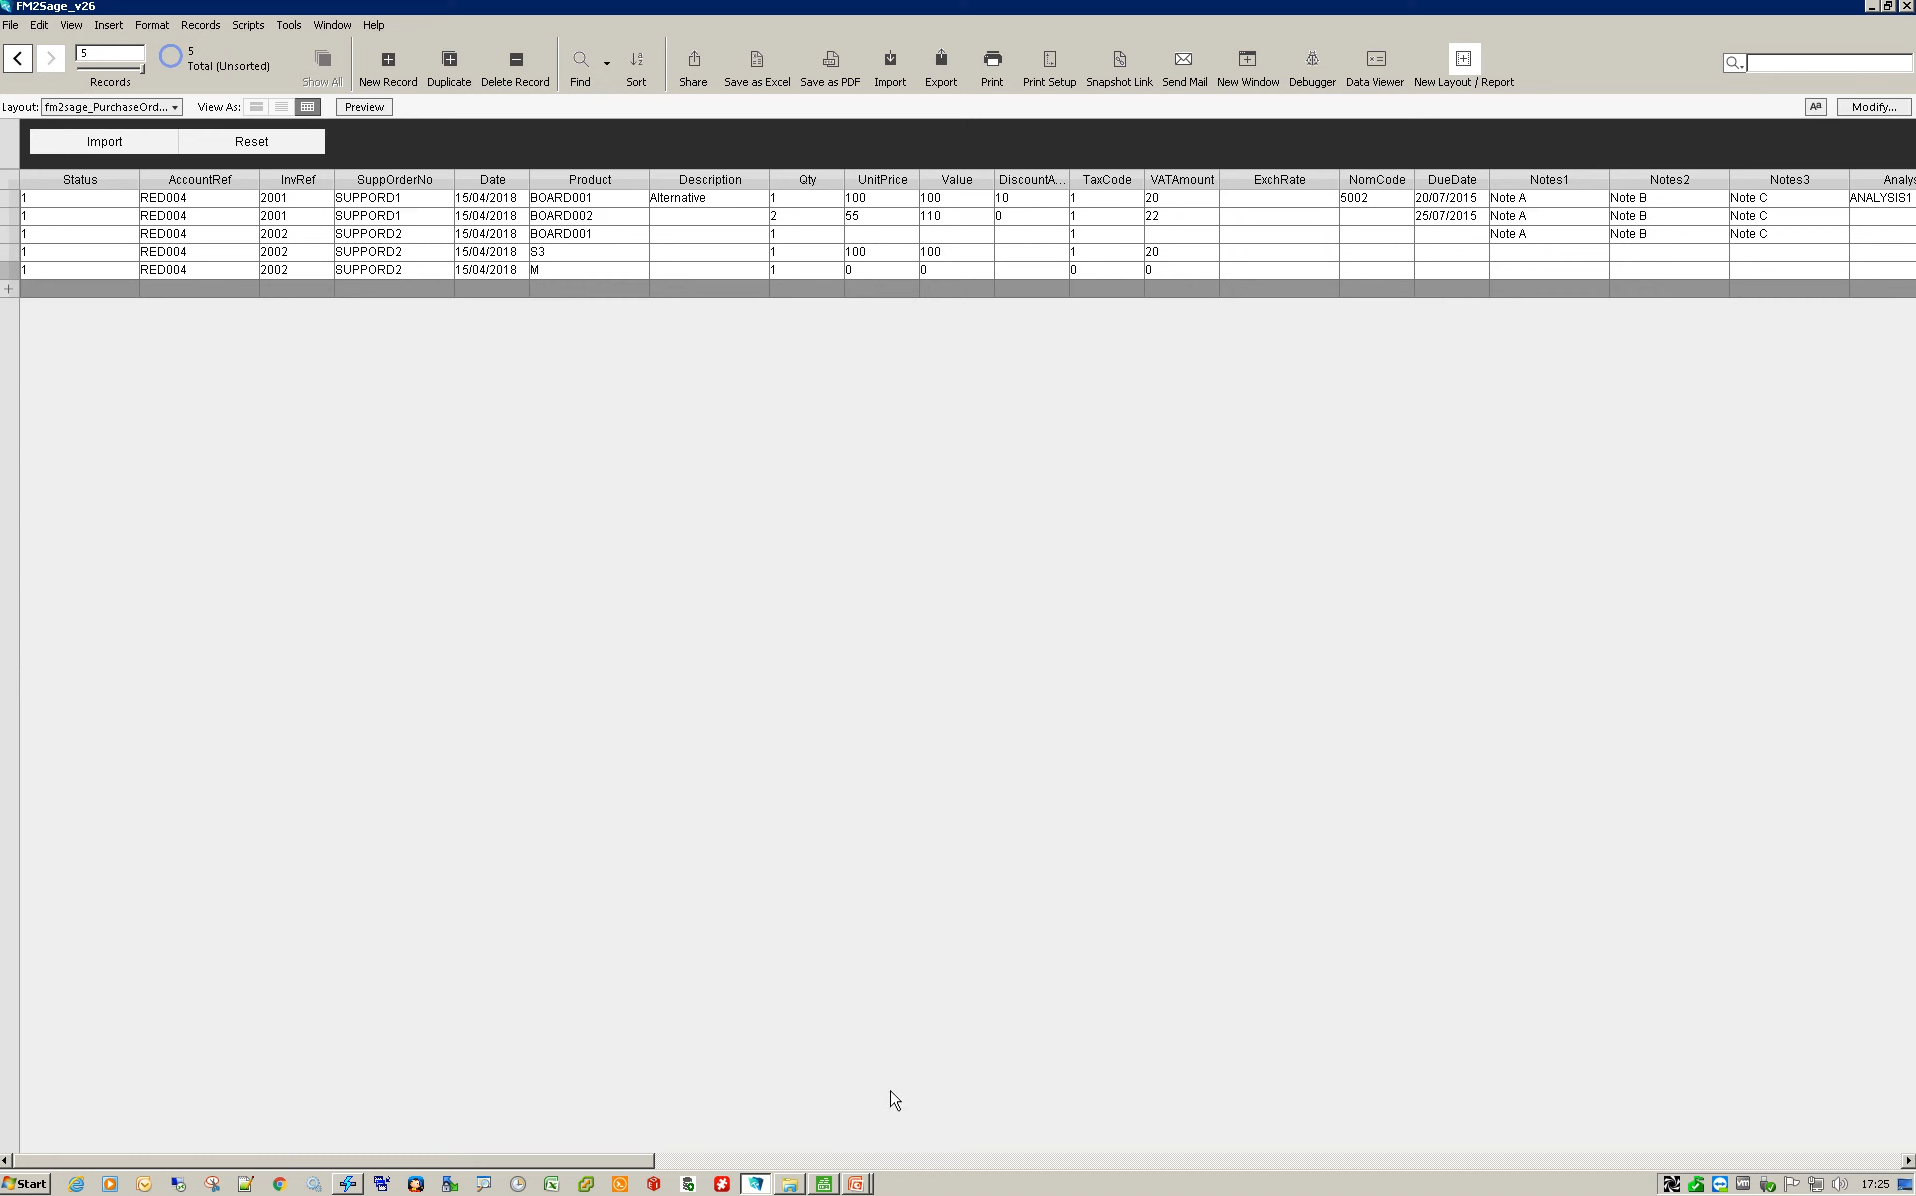 FM2Sage_v26
File Edit View Insert Format Records Scripts Tools Window Help
5 5 Total (Unsorted)
Records Show All New Record Duplicate Delete Record Find Sort Share Save as Excel Save as PDF Import Export Print Print Setup Snapshot Link Send Mail New Window Debugger Data Viewer New Layout / Report
Layout: fm2sage_PurchaseOrd... View As: Preview Aa Modify...
Import Reset
Status AccountRef InvRef SuppOrderNo Date Product Description Qty UnitPrice Value DiscountA... TaxCode VATAmount ExchRate NomCode DueDate Notes1 Notes2 Notes3 Analys
1 RED004 2001 SUPPORD1 15/04/2018 BOARD001 Alternative 1 100 100 10 1 20 5002 20/07/2015 Note A Note B Note C ANALYSIS1
1 RED004 2001 SUPPORD1 15/04/2018 BOARD002 2 55 110 0 1 22 25/07/2015 Note A Note B Note C
1 RED004 2002 SUPPORD2 15/04/2018 BOARD001 1 1 Note A Note B Note C
1 RED004 2002 SUPPORD2 15/04/2018 S3 1 100 100 1 20
1 RED004 2002 SUPPORD2 15/04/2018 M 1 0 0 0 0
Start 17:25